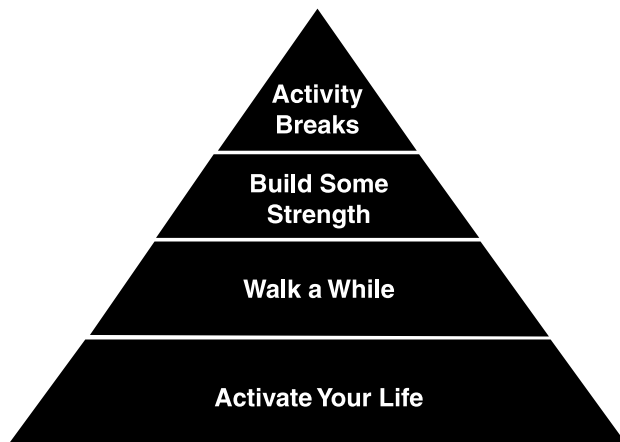 Activity
Breaks
Build Some
Strength
Walk a While
Activate Your Life